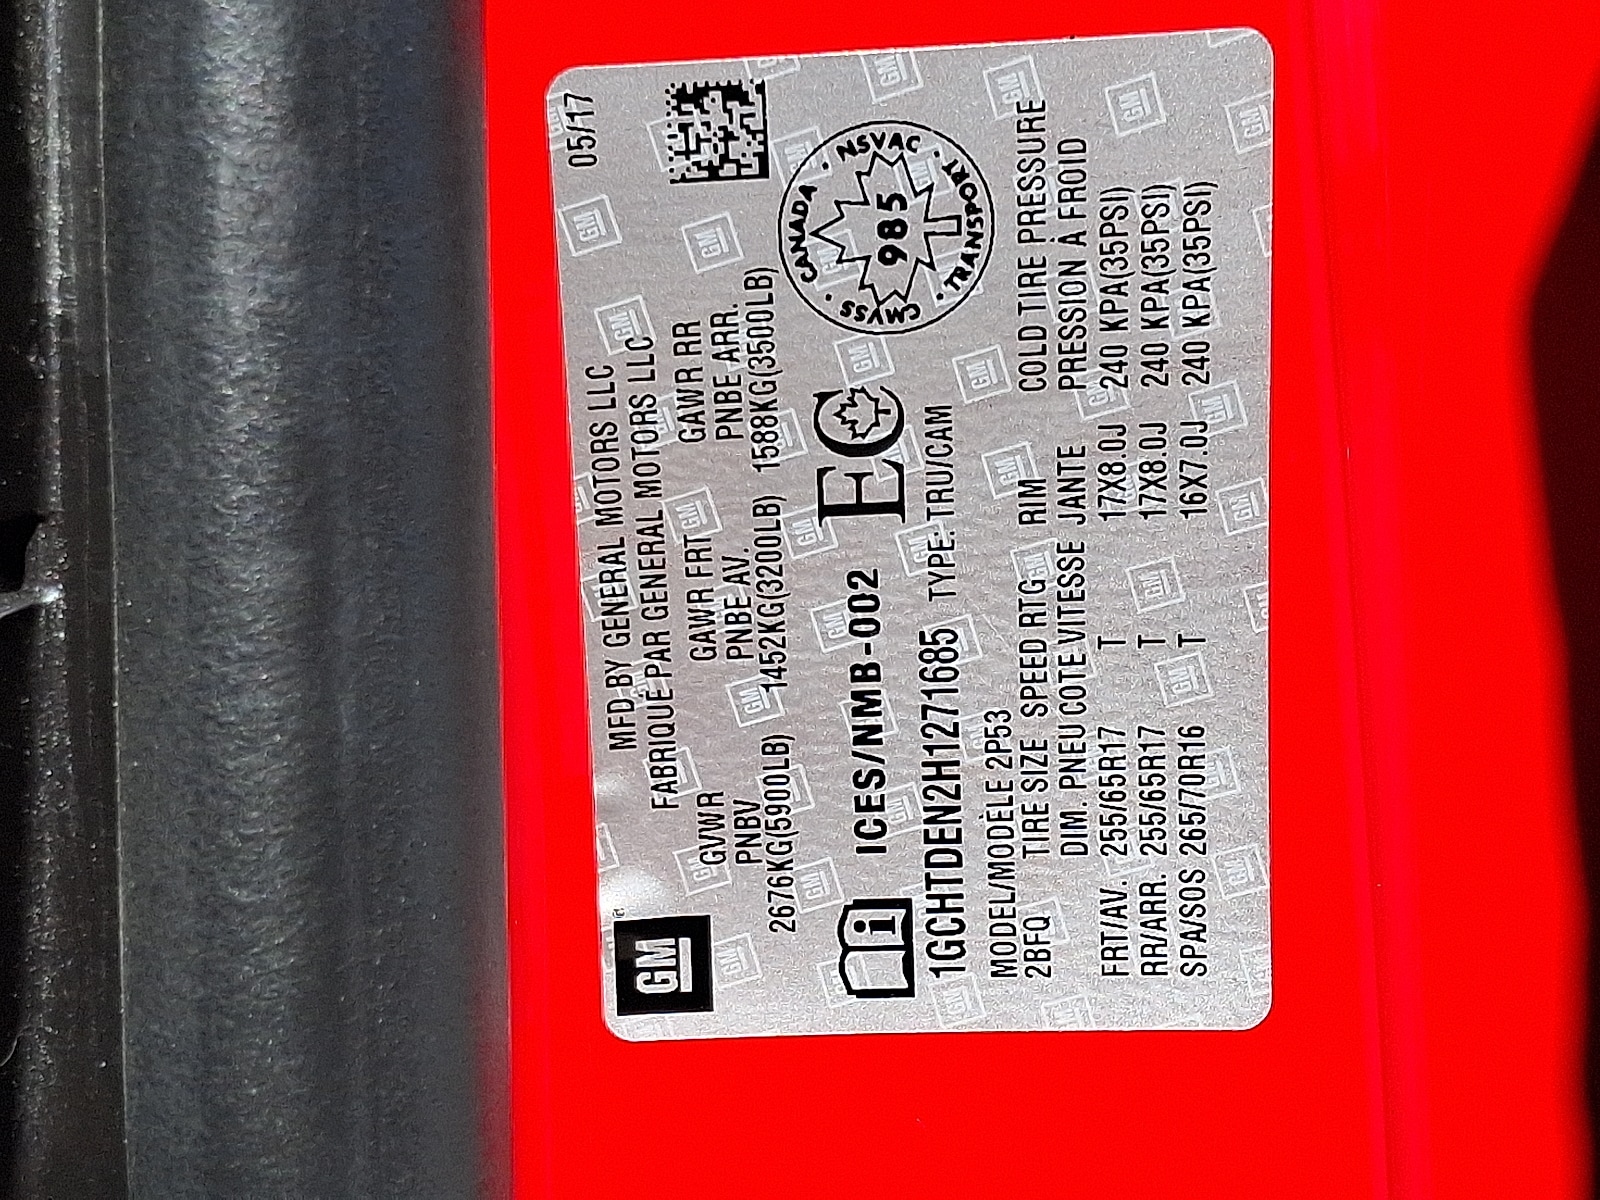 05/17
MFD BY GENERAL MOTORS LLC
FABRIQUÉ PAR GENERAL MOTORS LLC
GM
GVWR GAWR FRT GAWR RR
PNBV PNBE AV. PNBE ARR.
2676KG(5900LB) 1452KG(3200LB) 1588KG(3500LB)
i ICES/NMB-002 EC
CANADA · NSVAC · TRANSPORT · CMVSS
985
1GCHTDEN2H1271685 TYPE: TRU/CAM
MODEL/MODÈLE 2P53
2BFQ TIRE SIZE SPEED RTG RIM COLD TIRE PRESSURE
DIM. PNEU COTE VITESSE JANTE PRESSION À FROID
FRT/AV. 255/65R17 T 17X8.0J 240 KPA(35PSI)
RR/ARR. 255/65R17 T 17X8.0J 240 KPA(35PSI)
SPA/SOS 265/70R16 T 16X7.0J 240 KPA(35PSI)